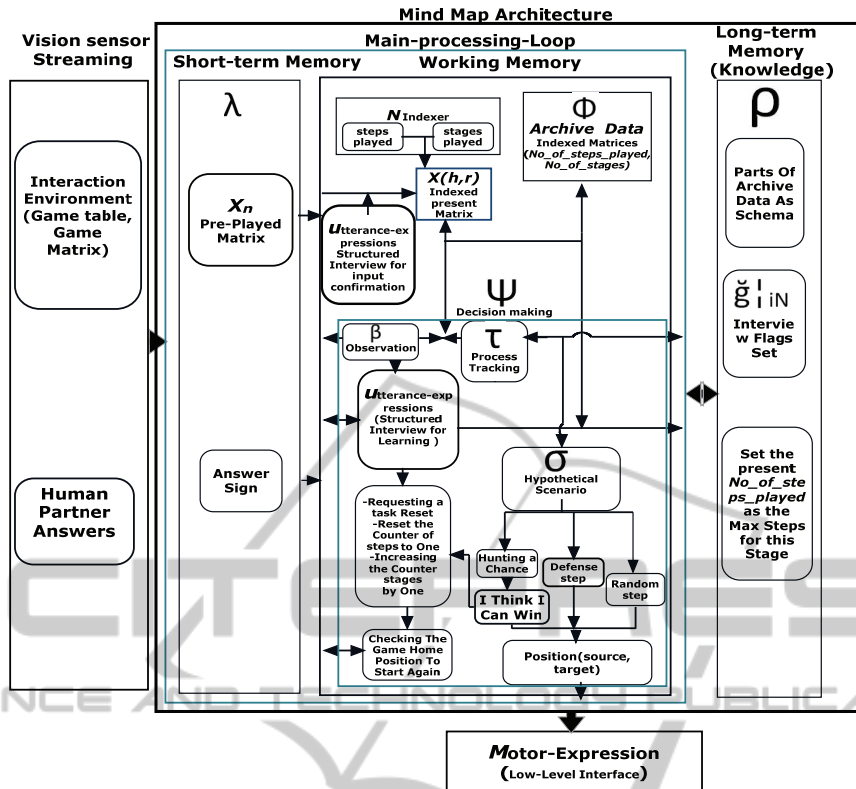 Mind Map Architecture
Vision sensor
Streaming
Main-processing-Loop
Long-term
Memory
(Knowledge)
Short-term Memory
Working Memory
Interaction
Environment
(Game table,
Game
Matrix)
Human
Partner
Answers
λ
Xn
Pre-Played
Matrix
Answer
Sign
N Indexer
steps
played
stages
played
X(h,r)
Indexed
present
Matrix
Utterance-ex
pressions
Structured
Interview for
input
confirmation
Φ
Archive Data
Indexed Matrices
(No_of_steps_played,
No_of_stages)
Ψ
Decision making
β
Observation
τ
Process
Tracking
Utterance-exp
ressions
(Structured
Interview for
Learning )
-Requesting a
task Reset
-Reset the
Counter of
steps to One
-Increasing
the Counter
stages
by One
Checking The
Game Home
Position To
Start Again
σ
Hypothetical
Scenario
Hunting a
Chance
Defense
step
Random
step
I Think I
Can Win
Position(source,
target)
ρ
Parts Of
Archive
Data As
Schema
ğ¦iN
Intervie
w Flags
Set
Set the
present
No_of_ste
ps_played
as the
Max Steps
for this
Stage
Motor-Expression
(Low-Level Interface)
NCE AND TECHNOLOGY PUBLICA